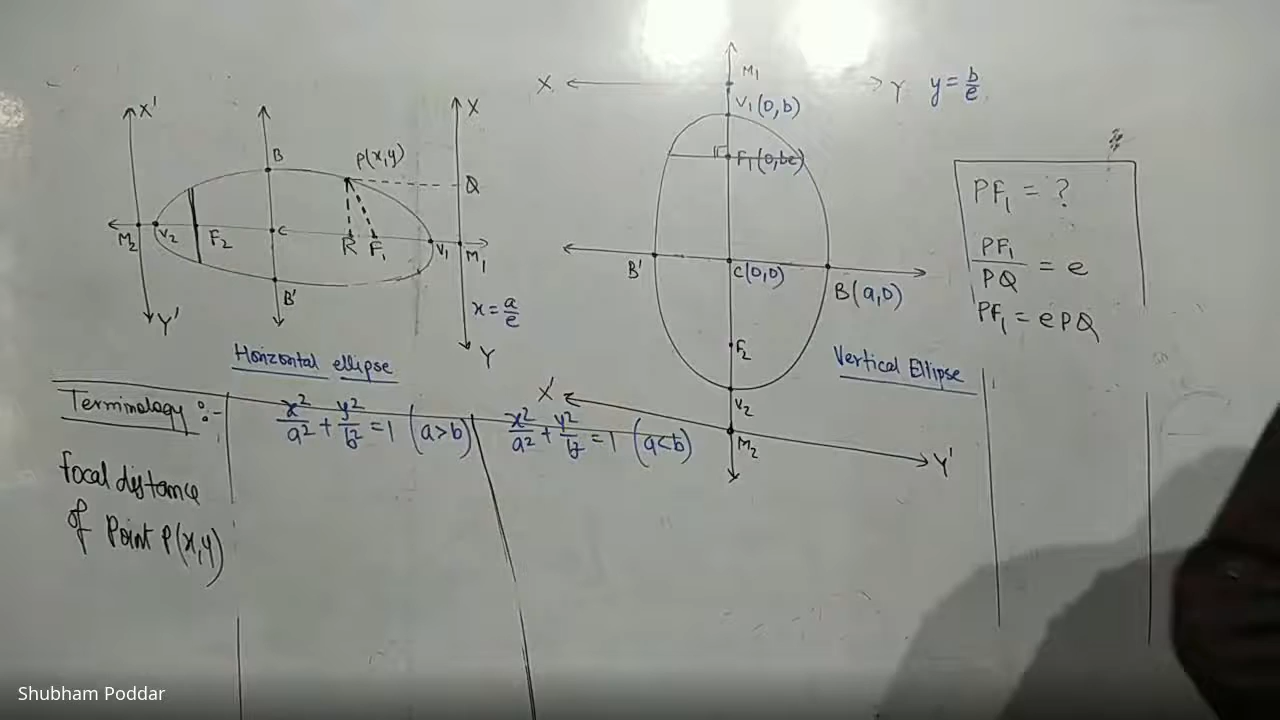 X'
X
B
P(x,y)
Q
M₂
V₂
F₂
C
R
F₁
V₁
M₁
B'
Y'
x = a/e
Y
Horizontal ellipse
X
M₁
Y
y = b/e
V₁(0,b)
F₁(0,be)
B'
C(0,0)
B(a,0)
F₂
Vertical Ellipse
V₂
X'
M₂
Y'
PF₁ = ?
PF₁/PQ = e
PF₁ = e PQ
Terminology :-
x²/a² + y²/b² = 1 (a>b)
x²/a² + y²/b² = 1 (a<b)
focal distance
of Point P(x,y)
Shubham Poddar